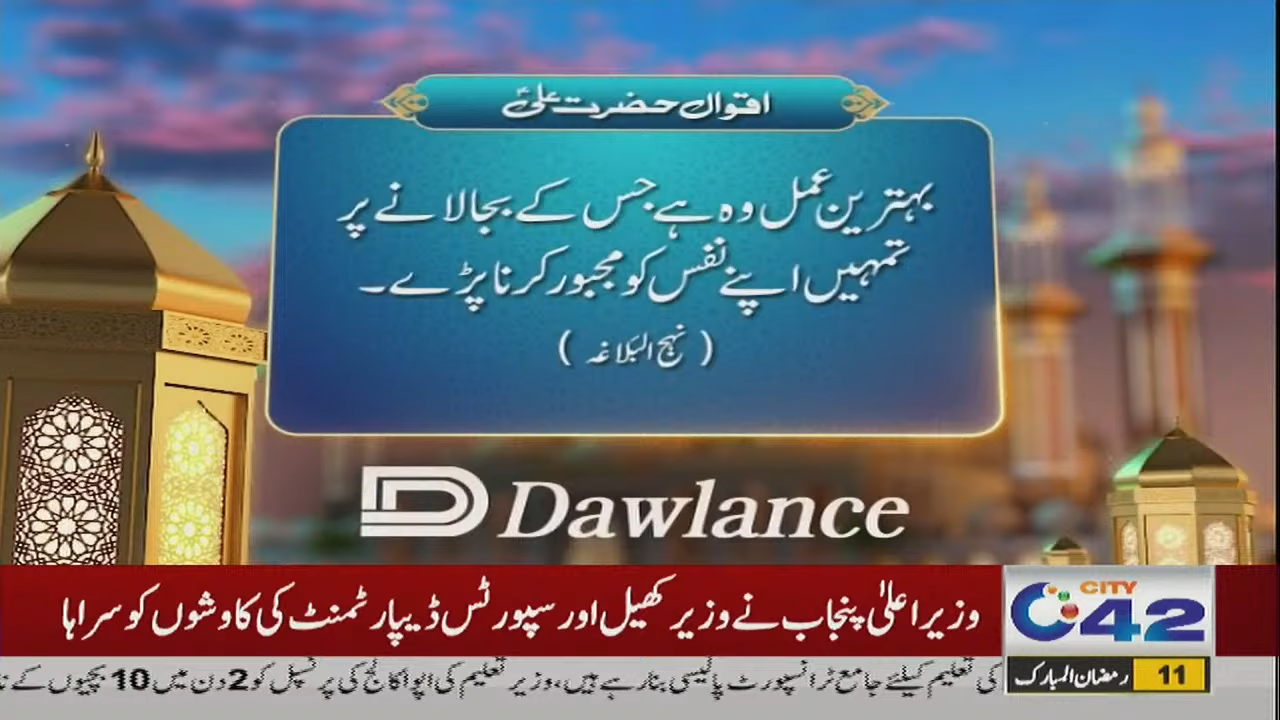 اقوال حضرت علیؑ
بہترین عمل وہ ہے جس کے بجالانے پر
تمہیں اپنے نفس کو مجبور کرنا پڑے۔
( نہج البلاغہ )
Dawlance
وزیراعلیٰ پنجاب نے وزیر کھیل اور سپورٹس ڈیپارٹمنٹ کی کاوشوں کو سراہا
CITY
42
کی تعلیم کیلئے جامع ٹرانسپورٹ پالیسی بنا رہے ہیں، وزیر تعلیم کی اپوا کالج کی پرنسپل کو 2 دن میں 10 بچیوں کے
11 رمضان المبارک